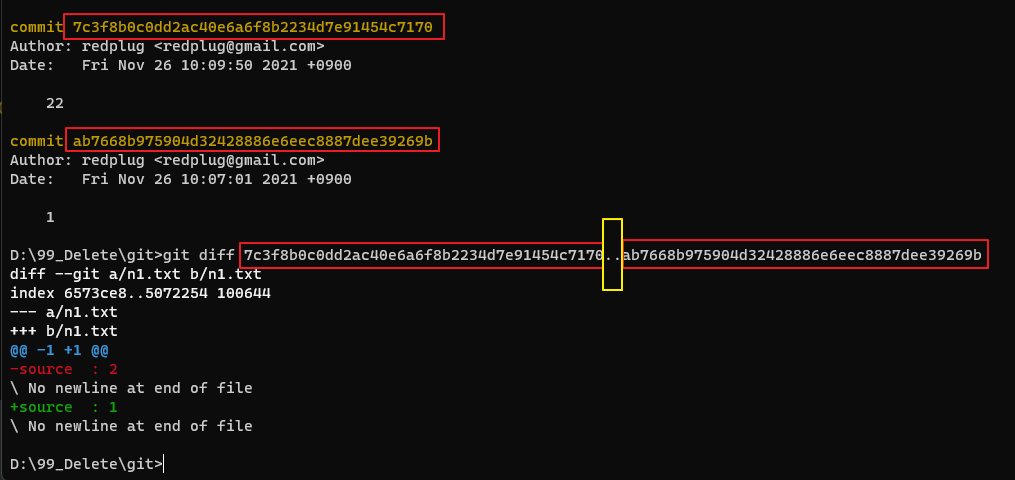 commit 7c3f8b0c0dd2ac40e6a6f8b2234d7e91454c7170
Author: redplug <redplug@gmail.com>
Date:   Fri Nov 26 10:09:50 2021 +0900
    22
commit ab7668b975904d32428886e6eec8887dee39269b
Author: redplug <redplug@gmail.com>
Date:   Fri Nov 26 10:07:01 2021 +0900
    1
D:\99_Delete\git>git diff 7c3f8b0c0dd2ac40e6a6f8b2234d7e91454c7170..ab7668b975904d32428886e6eec8887dee39269b
diff --git a/n1.txt b/n1.txt
index 6573ce8..5072254 100644
--- a/n1.txt
+++ b/n1.txt
@@ -1 +1 @@
-source  : 2
\ No newline at end of file
+source  : 1
\ No newline at end of file
D:\99_Delete\git>